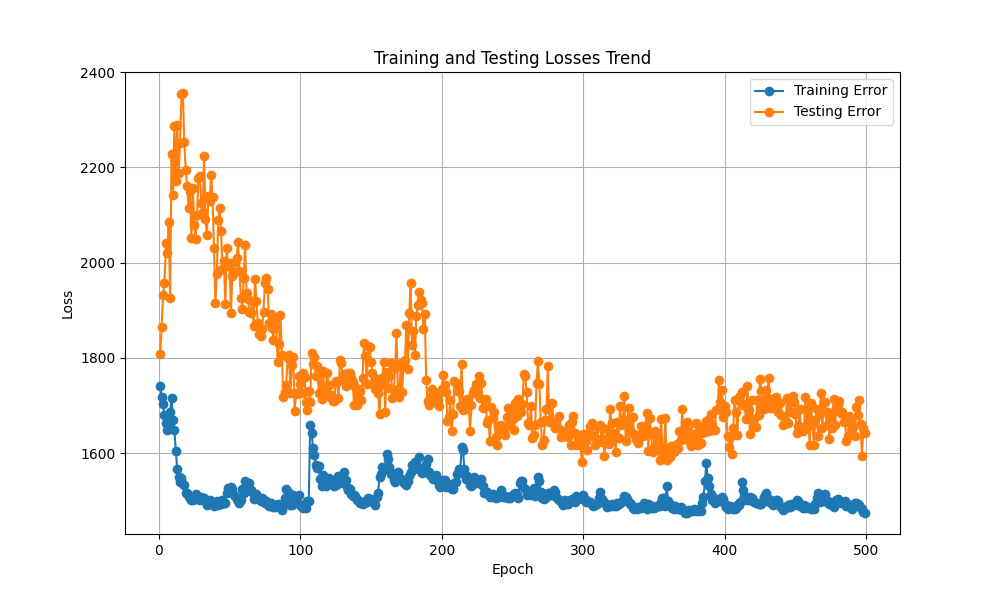 Training and Testing Losses Trend
2400
2200
2000
1800
1600
Loss
0
100
200
300
400
500
Epoch
Training Error
Testing Error